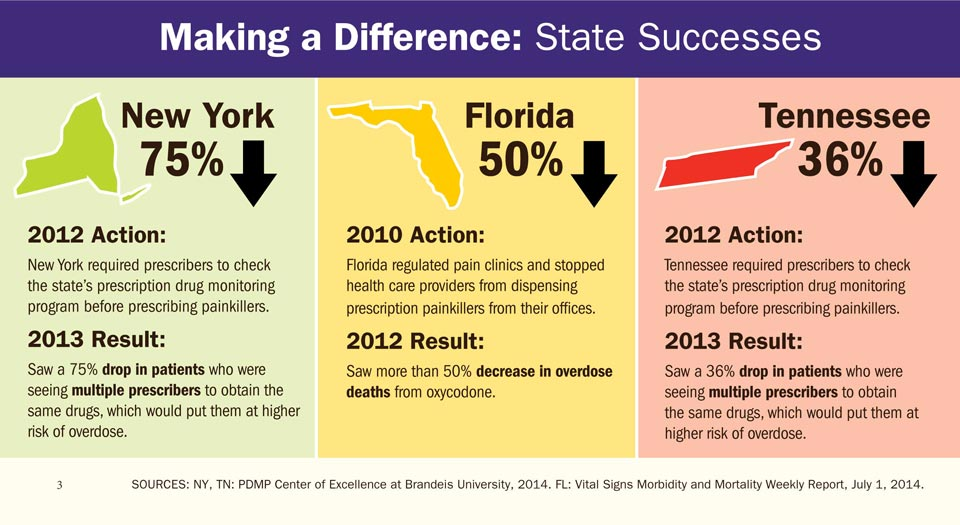 Making a Difference: State Successes
New York
75%
2012 Action:
New York required prescribers to check
the state's prescription drug monitoring
program before prescribing painkillers.
2013 Result:
Saw a 75% drop in patients who were
seeing multiple prescribers to obtain the
same drugs, which would put them at higher
risk of overdose.
Florida
50%
2010 Action:
Florida regulated pain clinics and stopped
health care providers from dispensing
prescription painkillers from their offices.
2012 Result:
Saw more than 50% decrease in overdose
deaths from oxycodone.
Tennessee
36%
2012 Action:
Tennessee required prescribers to check
the state's prescription drug monitoring
program before prescribing painkillers.
2013 Result:
Saw a 36% drop in patients who were
seeing multiple prescribers to obtain
the same drugs, which would put them at
higher risk of overdose.
3
SOURCES: NY, TN: PDMP Center of Excellence at Brandeis University, 2014. FL: Vital Signs Morbidity and Mortality Weekly Report, July 1, 2014.